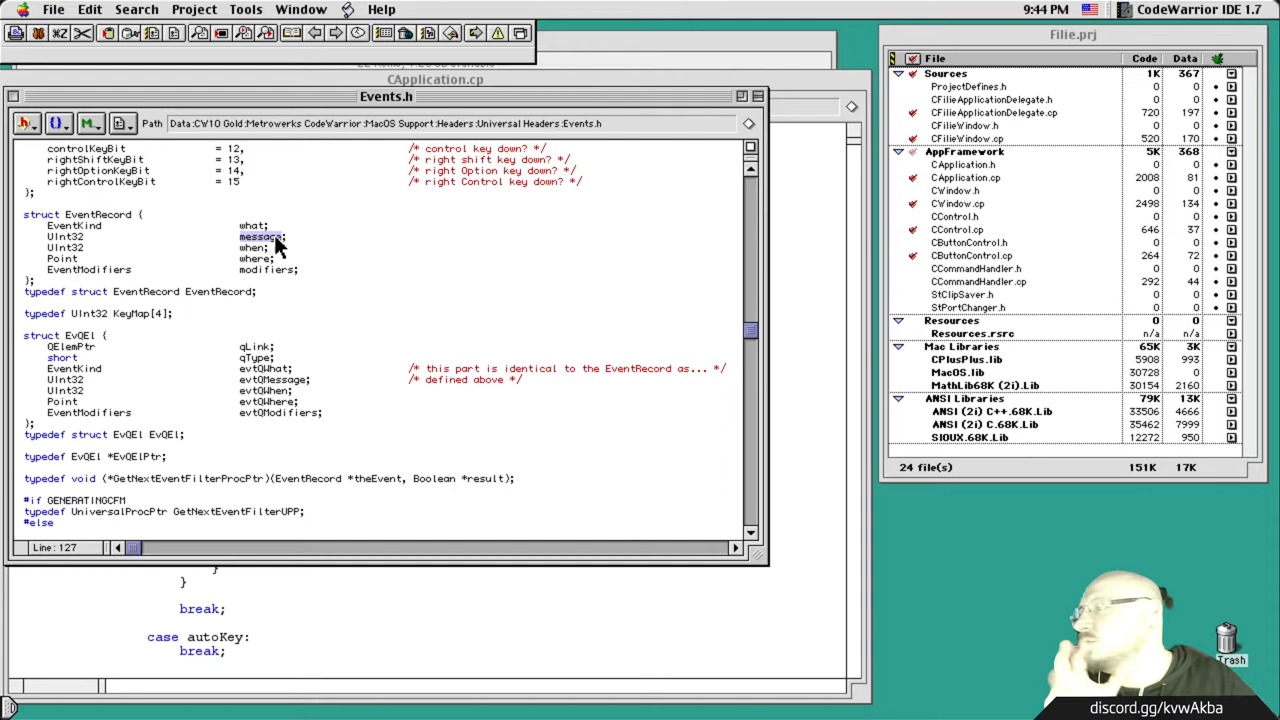 File Edit Search Project Tools Window Help
9:44 PM CodeWarrior IDE 1.7
CApplication.cp
Events.h
Path Data:CW10 Gold:Metrowerks CodeWarrior:MacOS Support:Headers:Universal Headers:Events.h
controlKeyBit = 12, /* control key down? */
rightShiftKeyBit = 13, /* right shift key down? */
rightOptionKeyBit = 14, /* right Option key down? */
rightControlKeyBit = 15 /* right Control key down? */
};
struct EventRecord {
EventKind what;
UInt32 message;
UInt32 when;
Point where;
EventModifiers modifiers;
};
typedef struct EventRecord EventRecord;
typedef UInt32 KeyMap[4];
struct EvQEl {
QElemPtr qLink;
short qType;
EventKind evtQWhat; /* this part is identical to the EventRecord as... */
UInt32 evtQMessage; /* defined above */
UInt32 evtQWhen;
Point evtQWhere;
EventModifiers evtQModifiers;
};
typedef struct EvQEl EvQEl;
typedef EvQEl *EvQElPtr;
typedef void (*GetNextEventFilterProcPtr)(EventRecord *theEvent, Boolean *result);
#if GENERATINGCFM
typedef UniversalProcPtr GetNextEventFilterUPP;
#else
Line: 127
}
}
break;
case autoKey:
break;
Filie.prj
File Code Data
Sources 1K 367
ProjectDefines.h 0 0
CFilieApplicationDelegate.h 0 0
CFilieApplicationDelegate.cp 720 197
CFilieWindow.h 0 0
CFilieWindow.cp 520 170
AppFramework 5K 368
CApplication.h 0 0
CApplication.cp 2008 81
CWindow.h 0 0
CWindow.cp 2498 134
CControl.h 0 0
CControl.cp 646 37
CButtonControl.h 0 0
CButtonControl.cp 264 72
CCommandHandler.h 0 0
CCommandHandler.cp 292 44
StClipSaver.h 0 0
StPortChanger.h 0 0
Resources 0 0
Resources.rsrc n/a n/a
Mac Libraries 65K 3K
CPlusPlus.lib 5908 993
MacOS.lib 30728 0
MathLib68K (2i).Lib 30154 2160
ANSI Libraries 79K 13K
ANSI (2i) C++.68K.Lib 33506 4666
ANSI (2i) C.68K.Lib 35462 7999
SIOUX.68K.Lib 12272 950
24 file(s) 151K 17K
Trash
discord.gg/kvwAkba